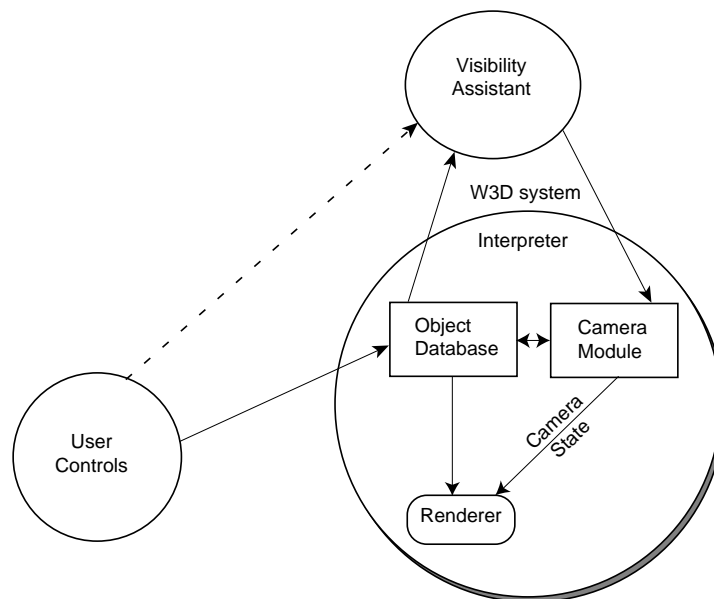 Visibility
Assistant
W3D system
Interpreter
Object
Database
Camera
Module
Camera
State
User
Controls
Renderer